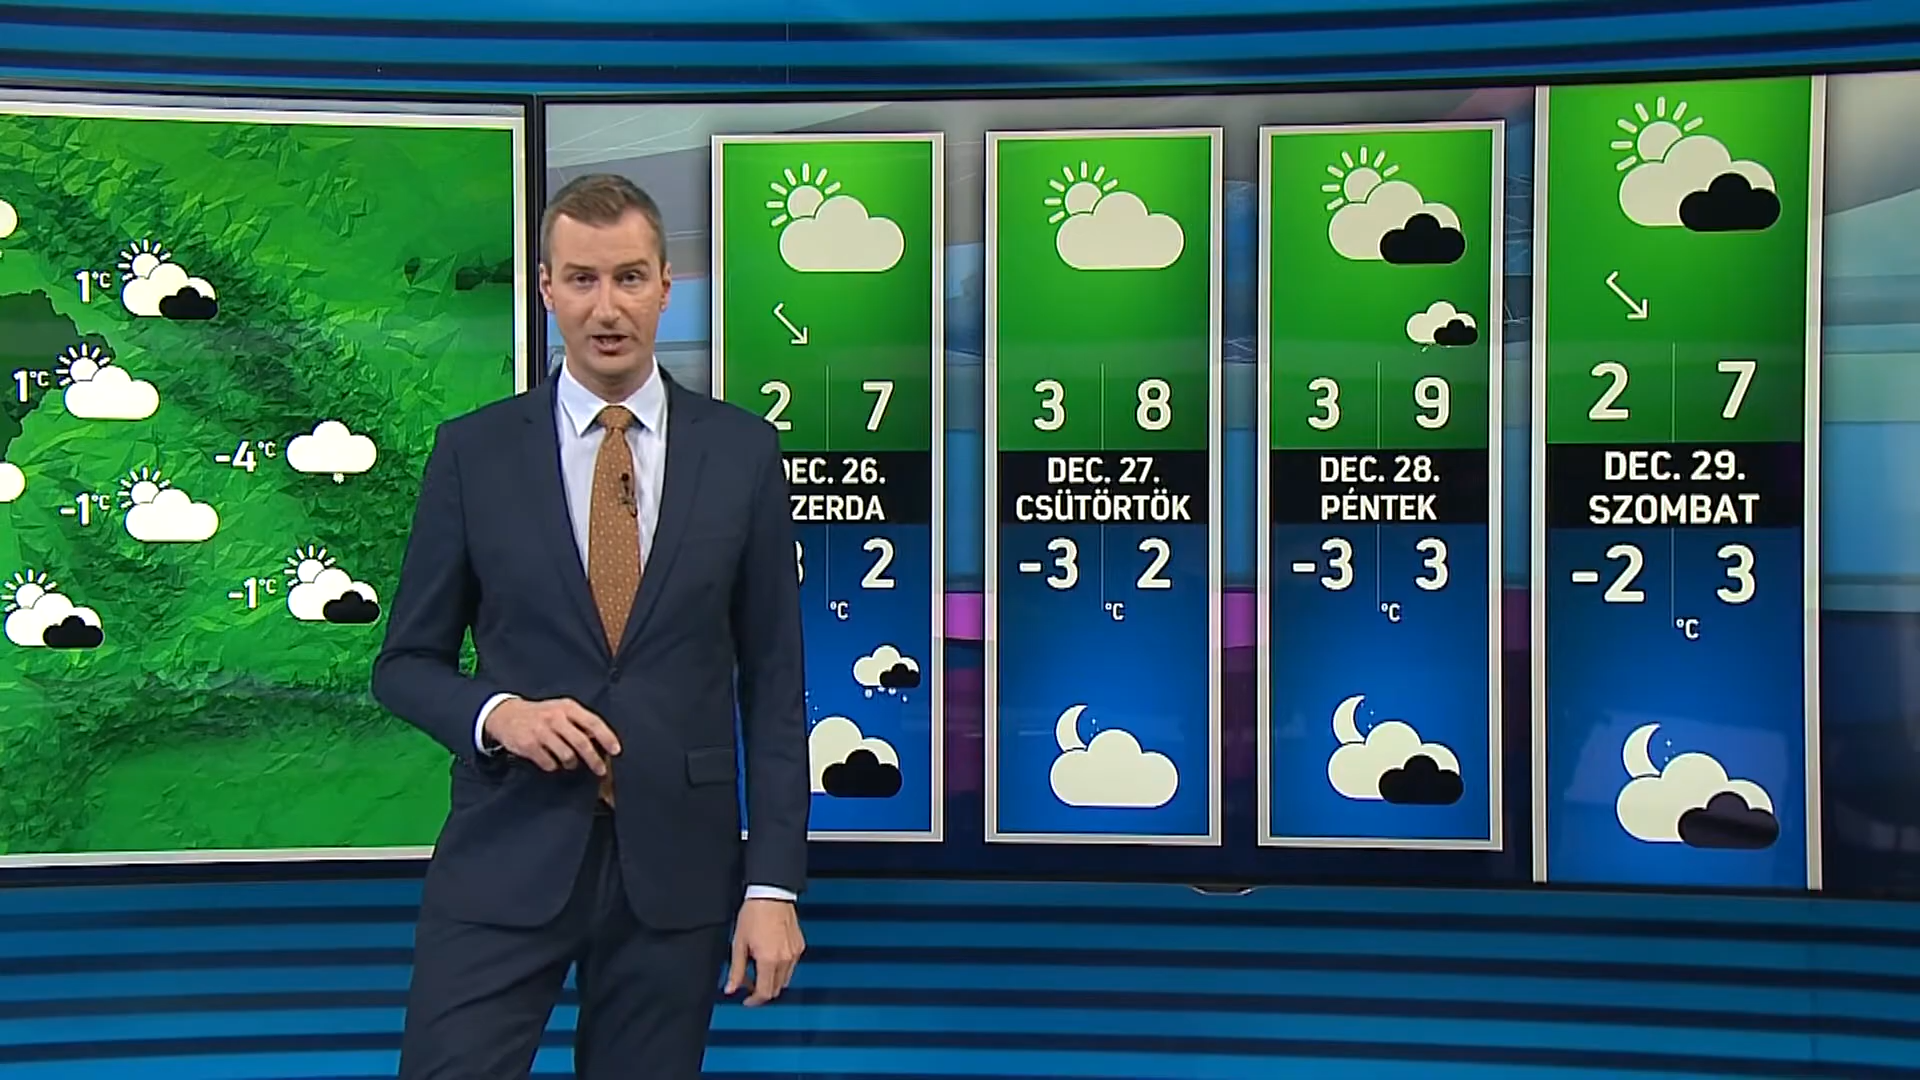 1°C
1°C
-4°C
-1°C
-1°C
2 7
DEC. 26.
ZERDA
2
°C
3 8
DEC. 27.
CSÜTÖRTÖK
-3 2
°C
3 9
DEC. 28.
PÉNTEK
-3 3
°C
2 7
DEC. 29.
SZOMBAT
-2 3
°C